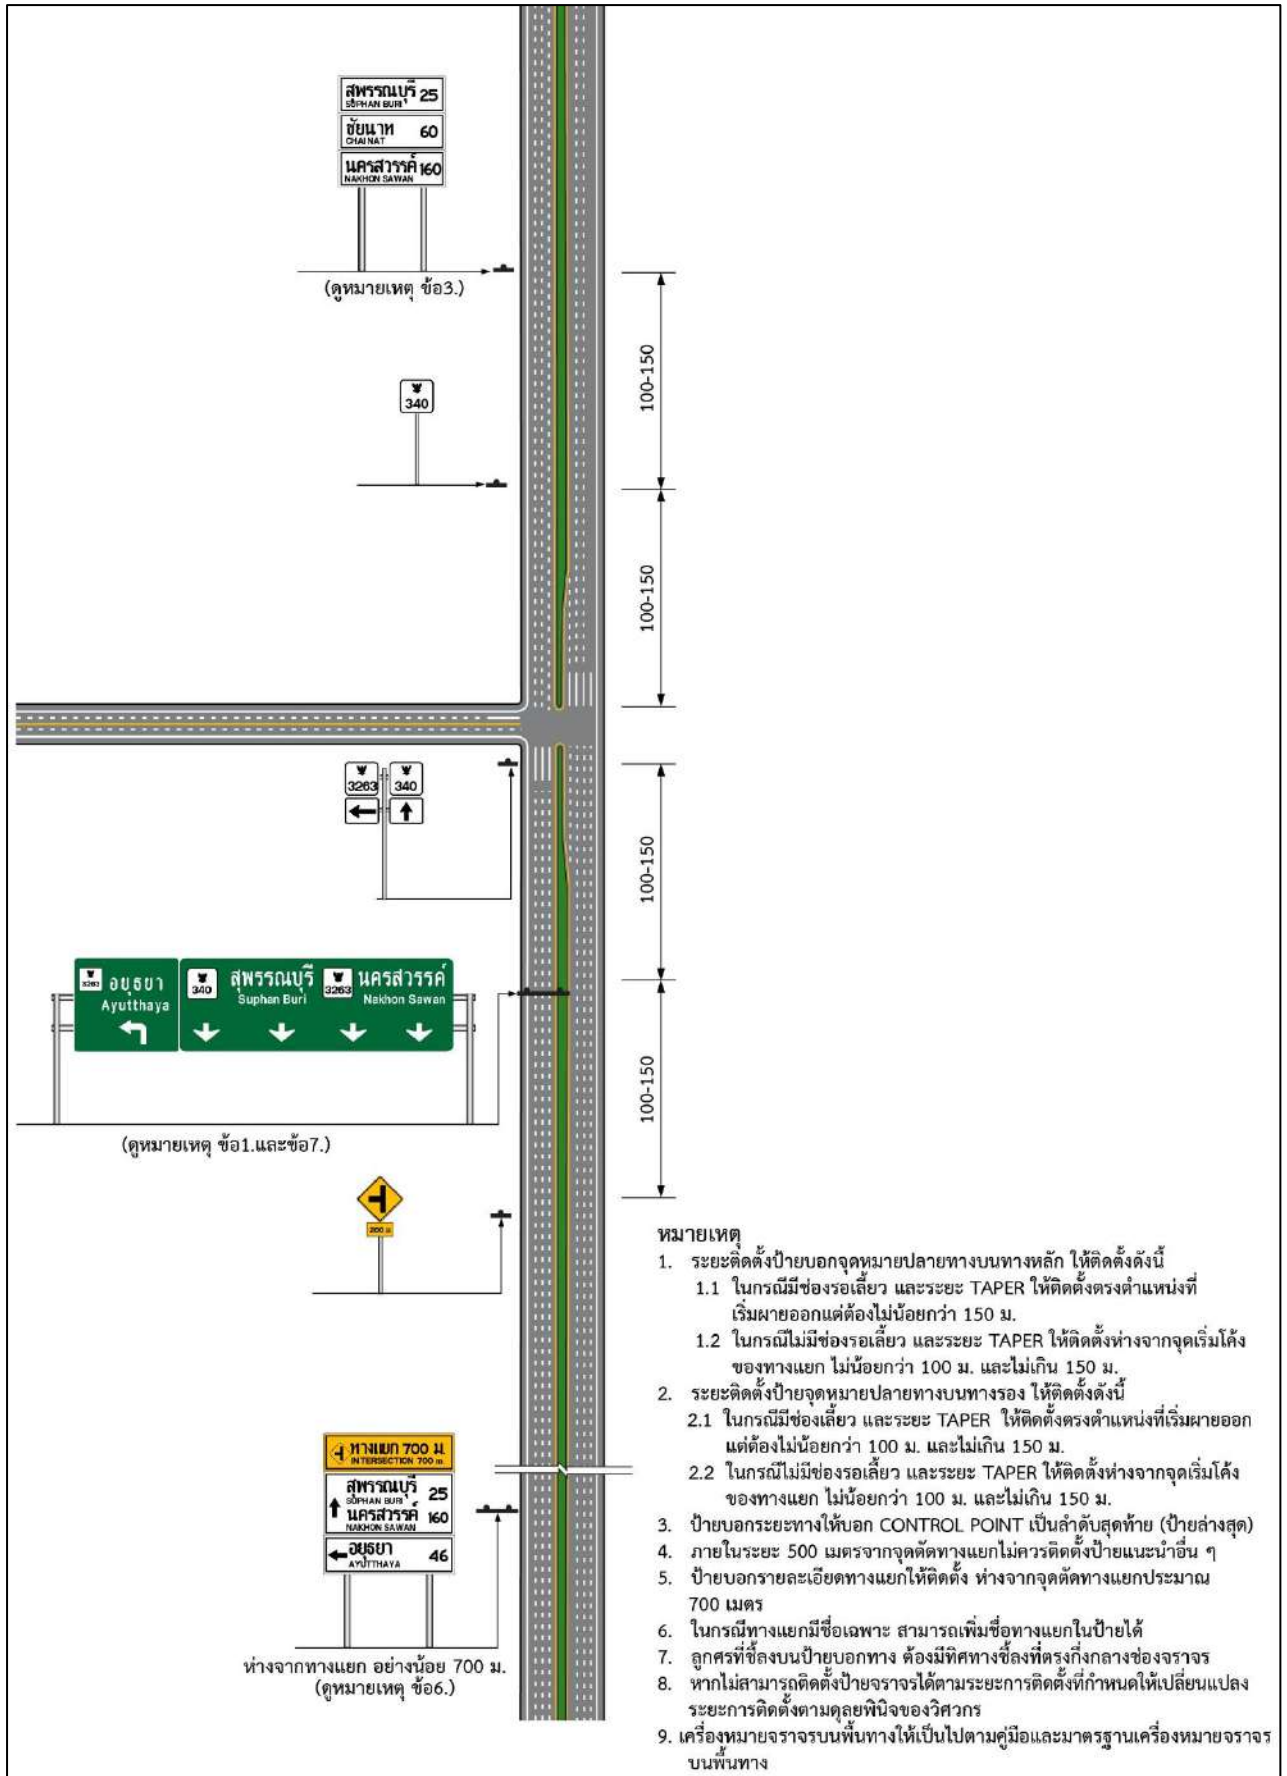 สุพรรณบุรี 25
SUPHAN BURI
ชัยนาท 60
CHAI NAT
นครสวรรค์ 160
NAKHON SAWAN
(ดูหมายเหตุ ข้อ3.)
100-150
340
100-150
3263 340
100-150
3263 อยุธยา
Ayutthaya
340 สุพรรณบุรี
Suphan Buri
3263 นครสวรรค์
Nakhon Sawan
(ดูหมายเหตุ ข้อ1.และข้อ7.)
100-150
200 ม.
ทางแยก 700 ม.
INTERSECTION 700 m.
สุพรรณบุรี 25
SUPHAN BURI
นครสวรรค์ 160
NAKHON SAWAN
อยุธยา 46
AYUTTHAYA
ห่างจากทางแยก อย่างน้อย 700 ม.
(ดูหมายเหตุ ข้อ6.)
หมายเหตุ
1. ระยะติดตั้งป้ายบอกจุดหมายปลายทางบนทางหลัก ให้ติดตั้งดังนี้
1.1 ในกรณีมีช่องรอเลี้ยว และระยะ TAPER ให้ติดตั้งตรงตำแหน่งที่
เริ่มผายออกแต่ต้องไม่น้อยกว่า 150 ม.
1.2 ในกรณีไม่มีช่องรอเลี้ยว และระยะ TAPER ให้ติดตั้งห่างจากจุดเริ่มโค้ง
ของทางแยก ไม่น้อยกว่า 100 ม. และไม่เกิน 150 ม.
2. ระยะติดตั้งป้ายจุดหมายปลายทางบนทางรอง ให้ติดตั้งดังนี้
2.1 ในกรณีมีช่องเลี้ยว และระยะ TAPER ให้ติดตั้งตรงตำแหน่งที่เริ่มผายออก
แต่ต้องไม่น้อยกว่า 100 ม. และไม่เกิน 150 ม.
2.2 ในกรณีไม่มีช่องรอเลี้ยว และระยะ TAPER ให้ติดตั้งห่างจากจุดเริ่มโค้ง
ของทางแยก ไม่น้อยกว่า 100 ม. และไม่เกิน 150 ม.
3. ป้ายบอกระยะทางให้บอก CONTROL POINT เป็นลำดับสุดท้าย (ป้ายล่างสุด)
4. ภายในระยะ 500 เมตรจากจุดตัดทางแยกไม่ควรติดตั้งป้ายแนะนำอื่น ๆ
5. ป้ายบอกรายละเอียดทางแยกให้ติดตั้ง ห่างจากจุดตัดทางแยกประมาณ
700 เมตร
6. ในกรณีทางแยกมีชื่อเฉพาะ สามารถเพิ่มชื่อทางแยกในป้ายได้
7. ลูกศรที่ชี้ลงบนป้ายบอกทาง ต้องมีทิศทางชี้ลงที่ตรงกึ่งกลางช่องจราจร
8. หากไม่สามารถติดตั้งป้ายจราจรได้ตามระยะการติดตั้งที่กำหนดให้เปลี่ยนแปลง
ระยะการติดตั้งตามดุลยพินิจของวิศวกร
9. เครื่องหมายจราจรบนพื้นทางให้เป็นไปตามคู่มือและมาตรฐานเครื่องหมายจราจร
บนพื้นทาง